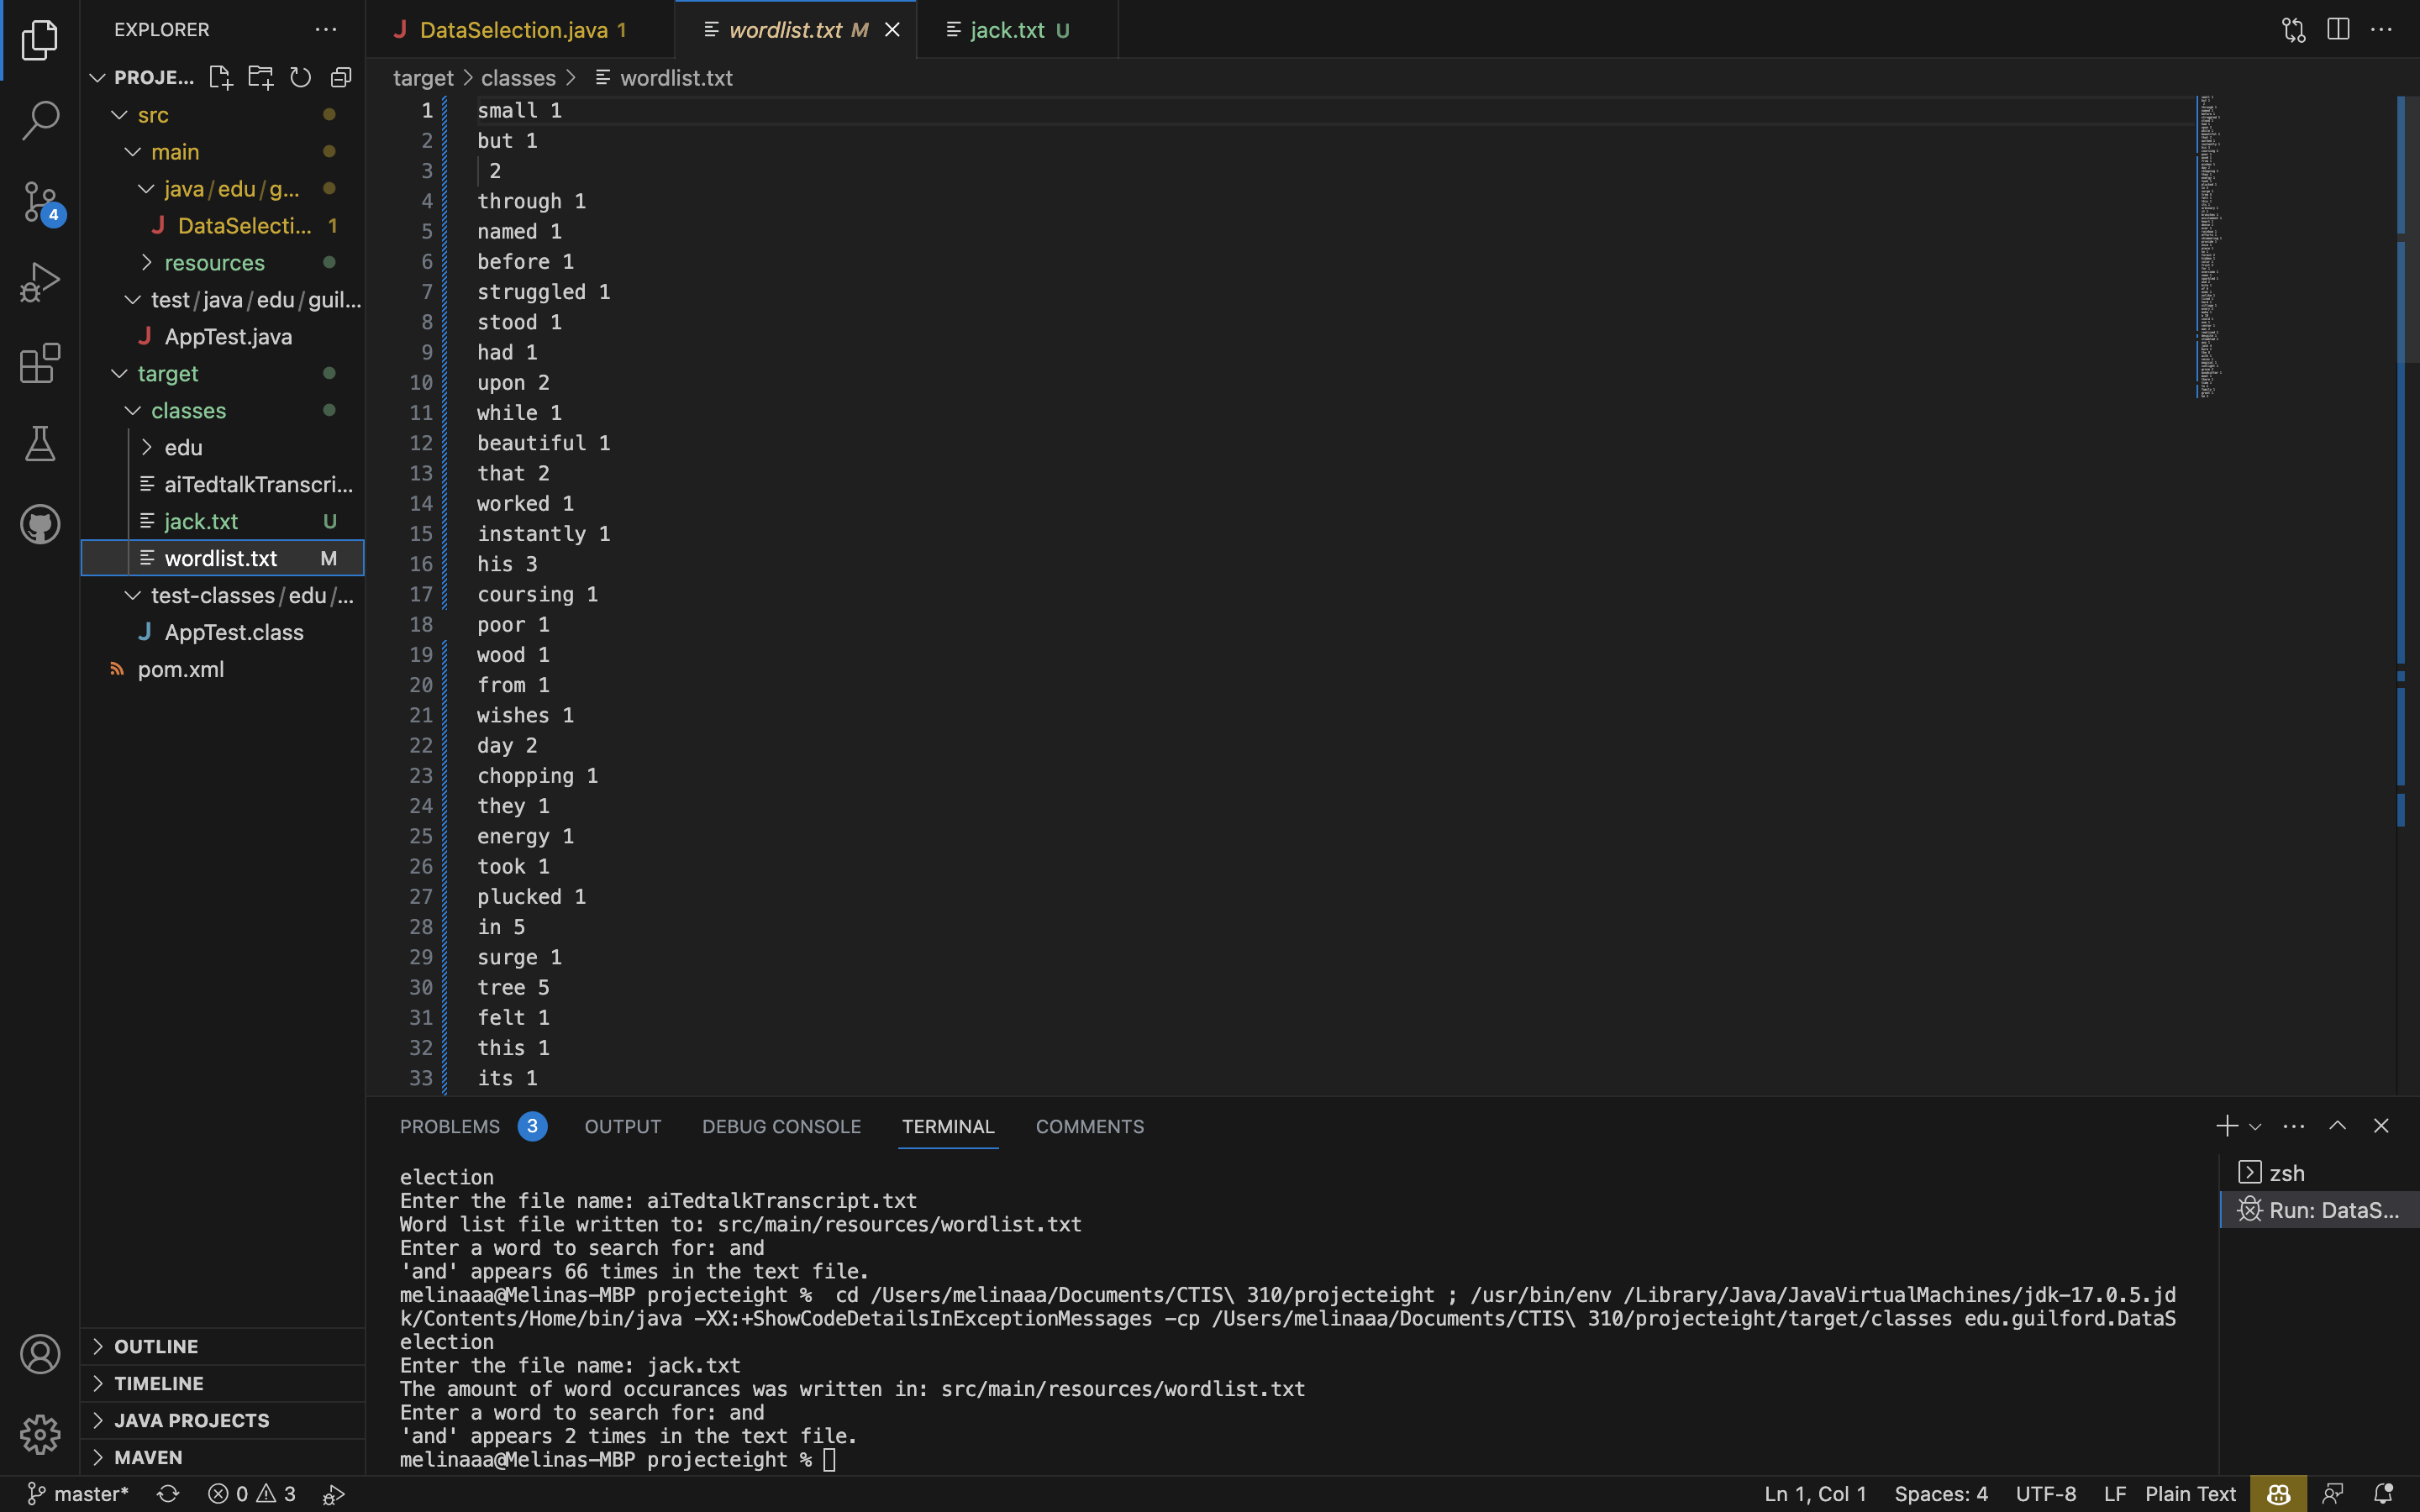 EXPLORER
PROJE...
src
main
java/edu/g...
DataSelecti... 1
resources
test/java/edu/guil...
AppTest.java
target
classes
edu
aiTedtalkTranscri...
jack.txt U
wordlist.txt M
test-classes/edu/...
AppTest.class
pom.xml
OUTLINE
TIMELINE
JAVA PROJECTS
MAVEN
4
DataSelection.java 1
wordlist.txt M
jack.txt U
target > classes > wordlist.txt
1 small 1
2 but 1
3  2
4 through 1
5 named 1
6 before 1
7 struggled 1
8 stood 1
9 had 1
10 upon 2
11 while 1
12 beautiful 1
13 that 2
14 worked 1
15 instantly 1
16 his 3
17 coursing 1
18 poor 1
19 wood 1
20 from 1
21 wishes 1
22 day 2
23 chopping 1
24 they 1
25 energy 1
26 took 1
27 plucked 1
28 in 5
29 surge 1
30 tree 5
31 felt 1
32 this 1
33 its 1
PROBLEMS 3 OUTPUT DEBUG CONSOLE TERMINAL COMMENTS
election
Enter the file name: aiTedtalkTranscript.txt
Word list file written to: src/main/resources/wordlist.txt
Enter a word to search for: and
'and' appears 66 times in the text file.
melinaaa@Melinas-MBP projecteight %  cd /Users/melinaaa/Documents/CTIS\ 310/projecteight ; /usr/bin/env /Library/Java/JavaVirtualMachines/jdk-17.0.5.jd
k/Contents/Home/bin/java -XX:+ShowCodeDetailsInExceptionMessages -cp /Users/melinaaa/Documents/CTIS\ 310/projecteight/target/classes edu.guilford.DataS
election
Enter the file name: jack.txt
The amount of word occurances was written in: src/main/resources/wordlist.txt
Enter a word to search for: and
'and' appears 2 times in the text file.
melinaaa@Melinas-MBP projecteight %
zsh
Run: DataS...
master* 0 3
Ln 1, Col 1 Spaces: 4 UTF-8 LF Plain Text